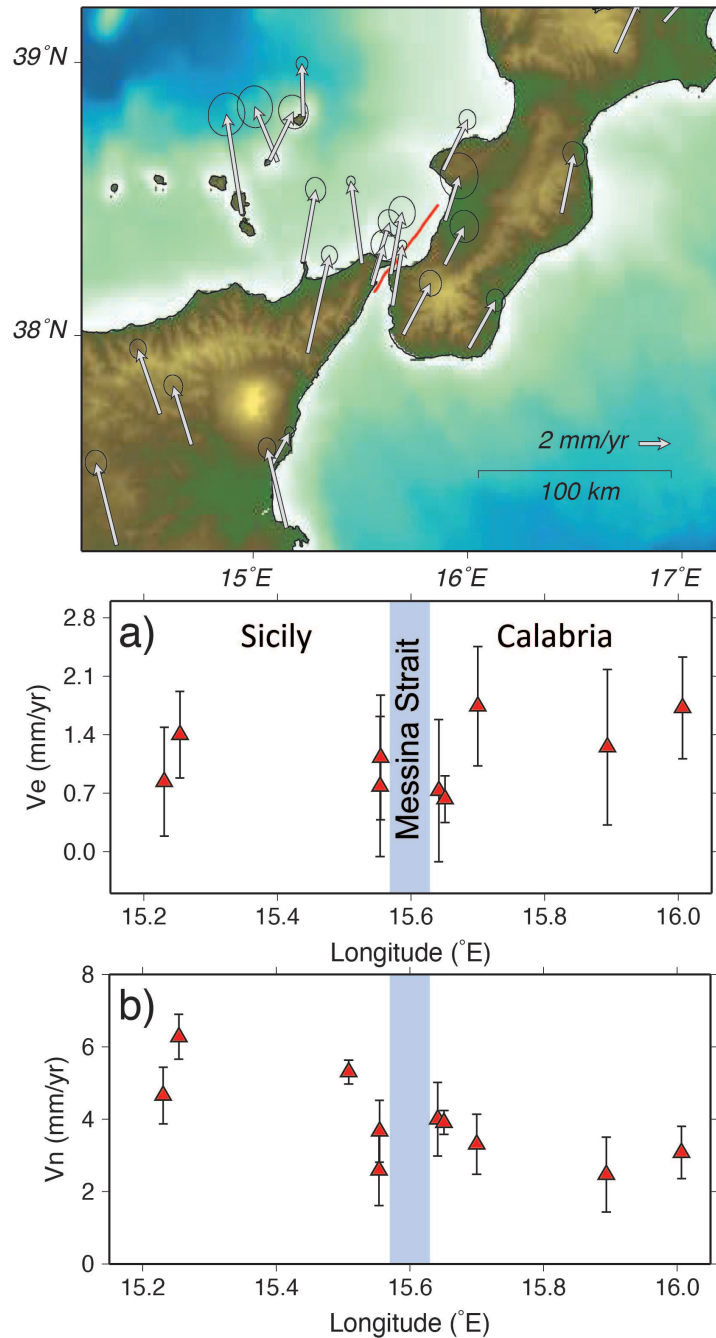 39°N
38°N
2 mm/yr
100 km
15°E 16°E 17°E
a) Sicily Messina Strait Calabria
2.8
2.1
1.4
0.7
0.0
Ve (mm/yr)
15.2 15.4 15.6 15.8 16.0
Longitude (°E)
b)
8
6
4
2
0
Vn (mm/yr)
15.2 15.4 15.6 15.8 16.0
Longitude (°E)